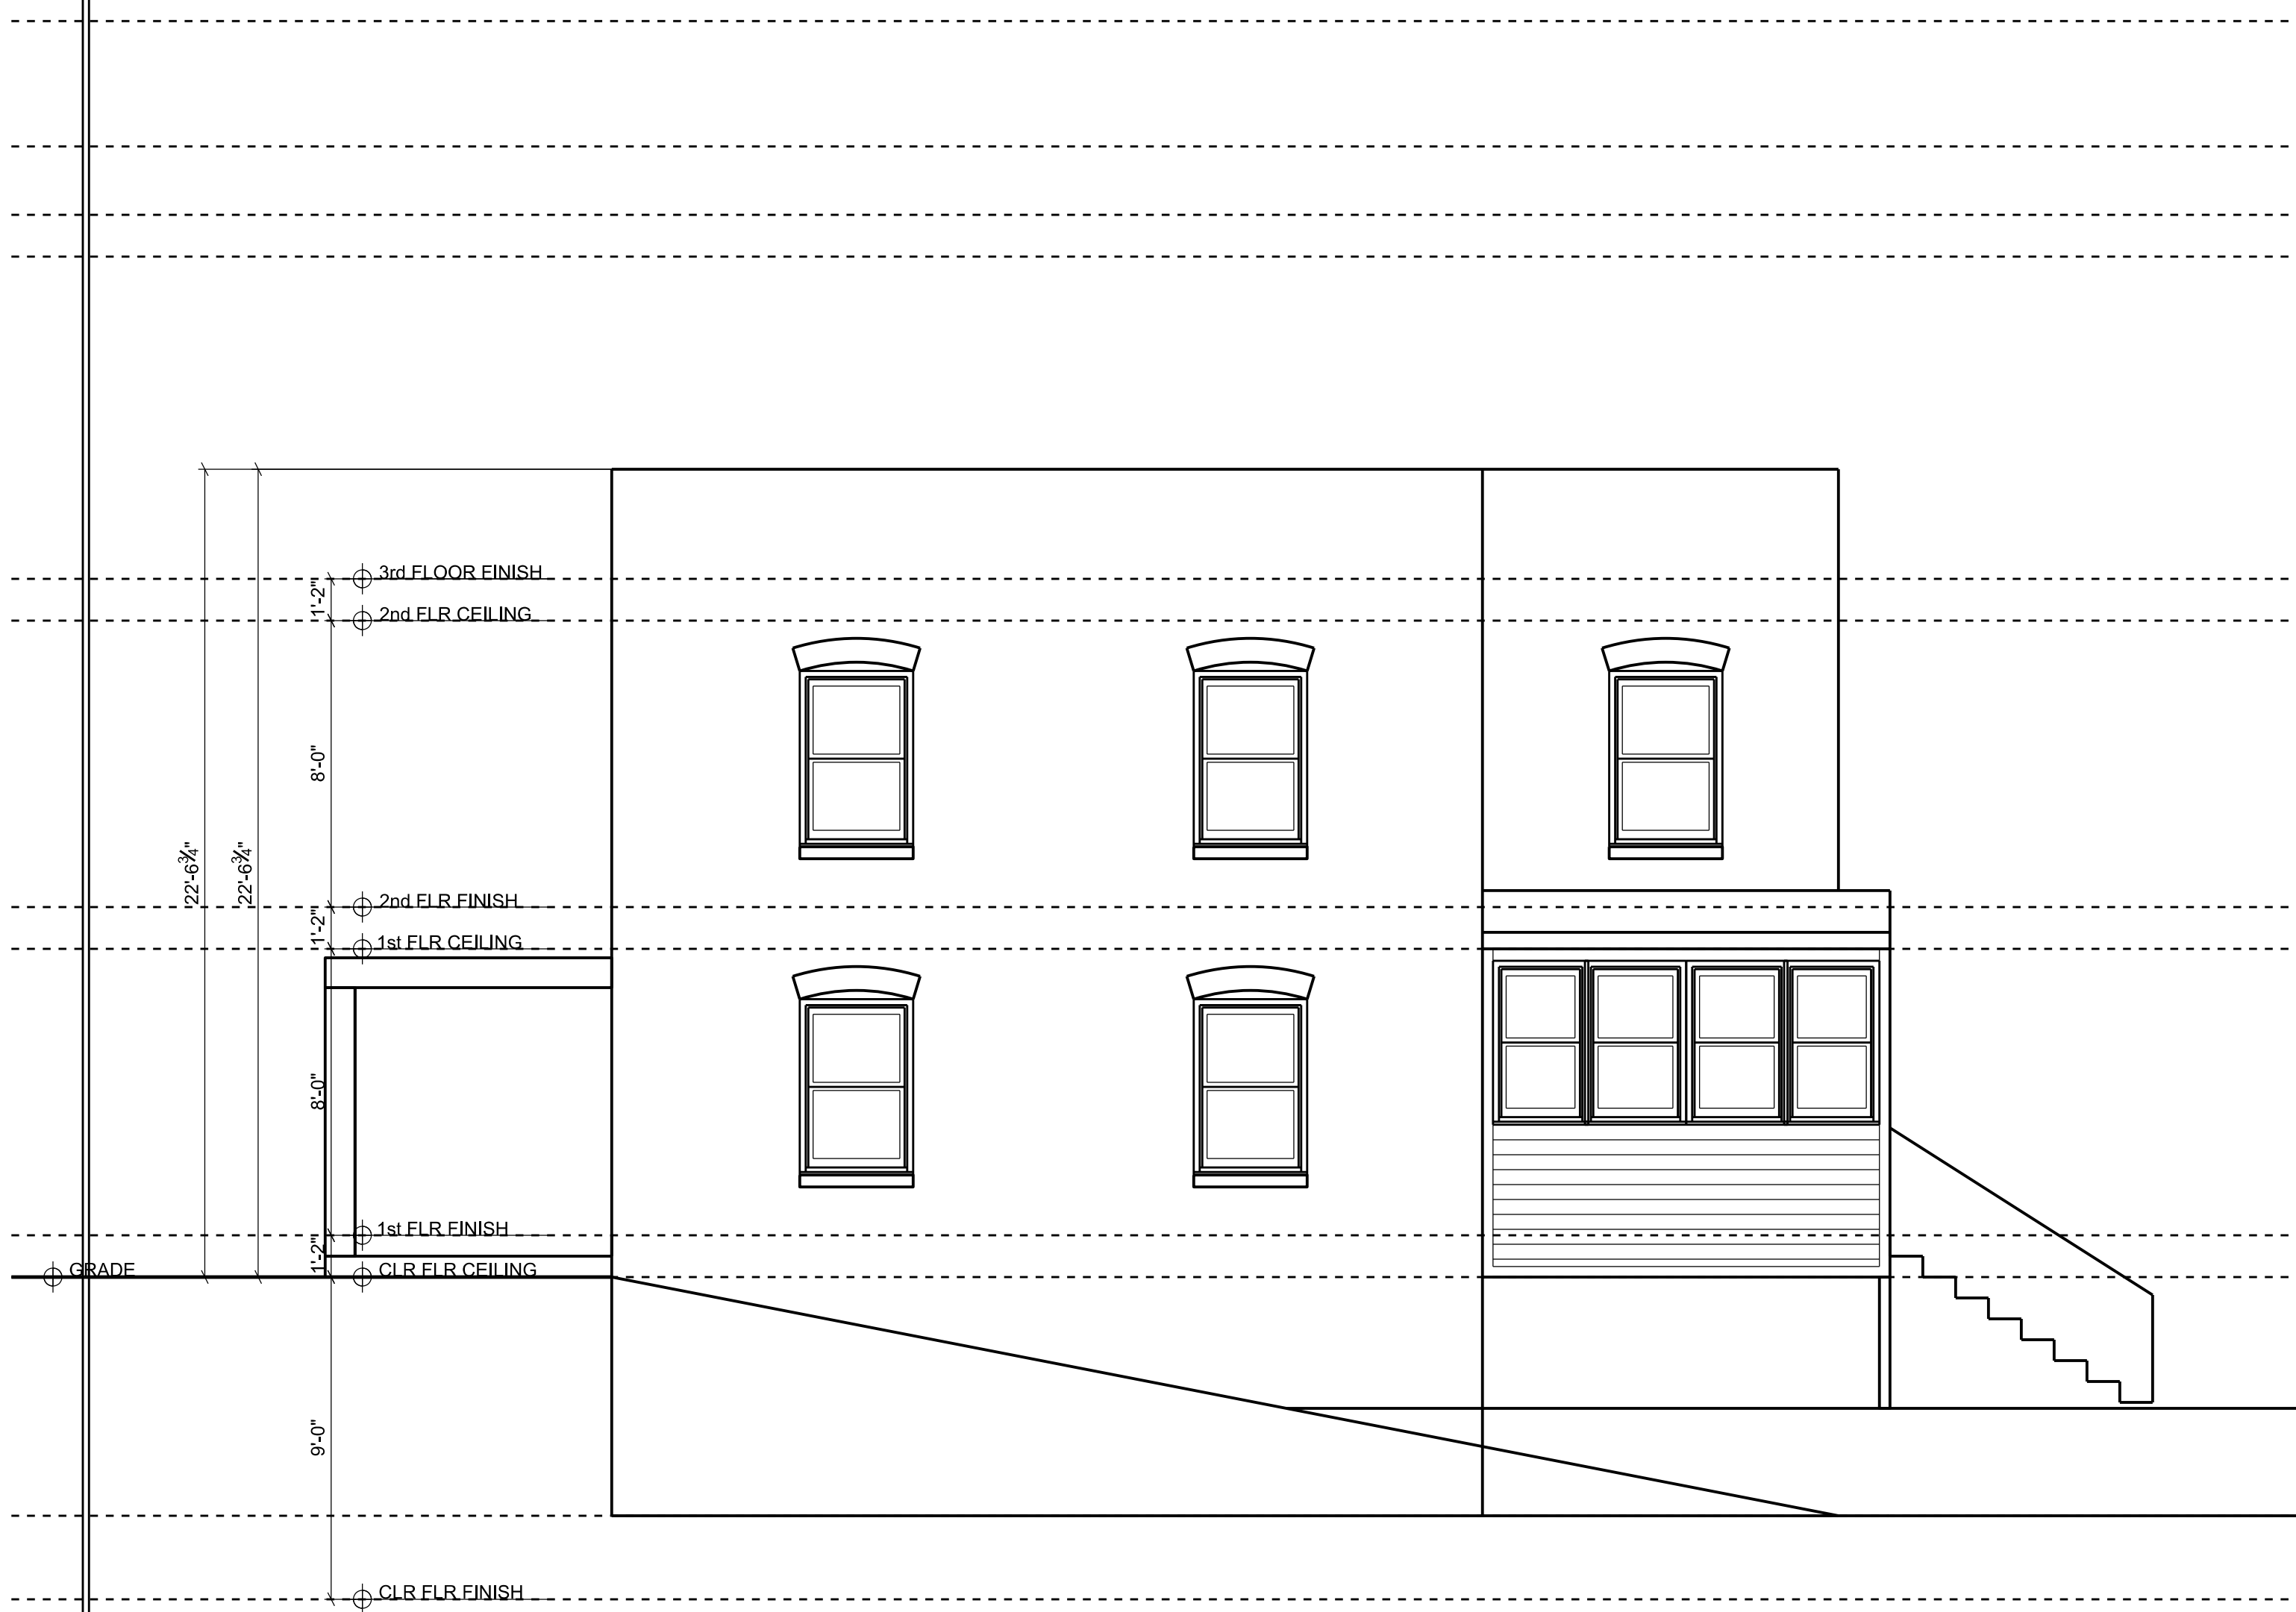 3rd FLOOR FINISH
1'-2"
2nd FLR CEILING
8'-0"
22'-6¾"
22'-6¾"
2nd FLR FINISH
1'-2"
1st FLR CEILING
8'-0"
1st FLR FINISH
1'-2"
GRADE
CLR FLR CEILING
9'-0"
CLR FLR FINISH